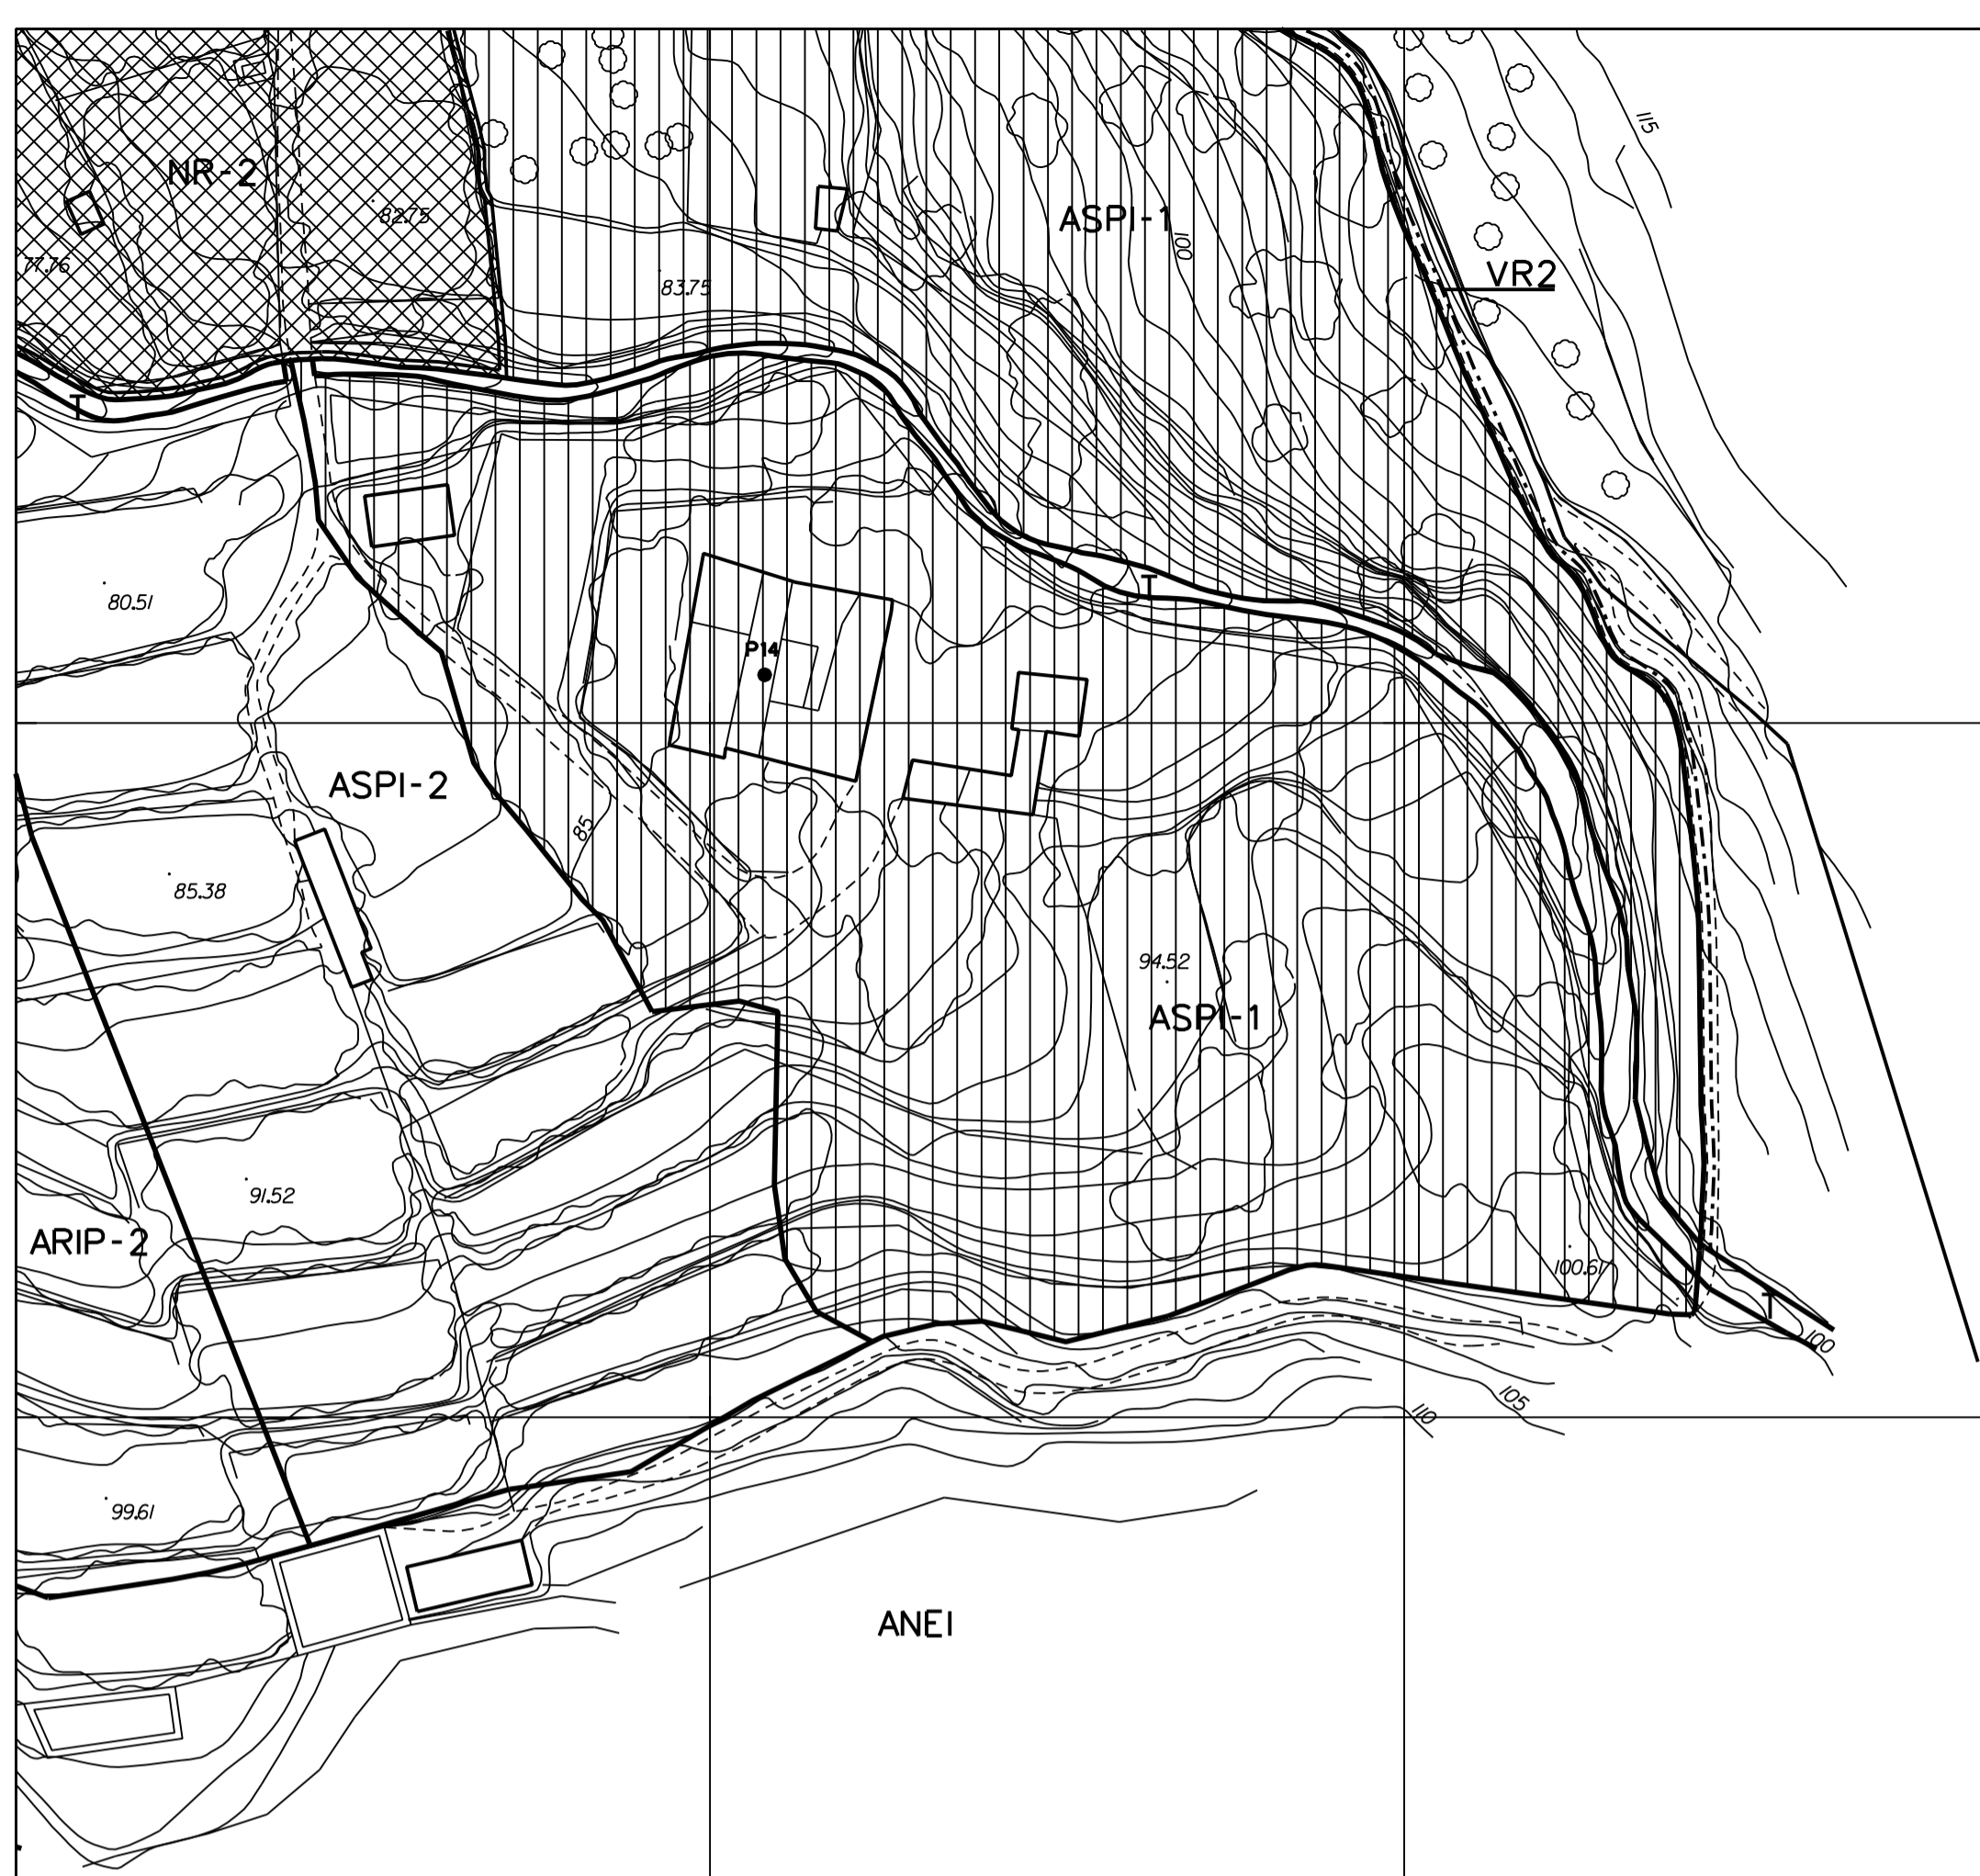 115
NR-2
82.75
ASPI-1
100
77.76
83.75
VR2
T
T
80.51
P14
ASPI-2
85
85.38
94.52
ASPI-1
91.52
ARIP-2
100.61
T
100
105
110
99.61
ANEI